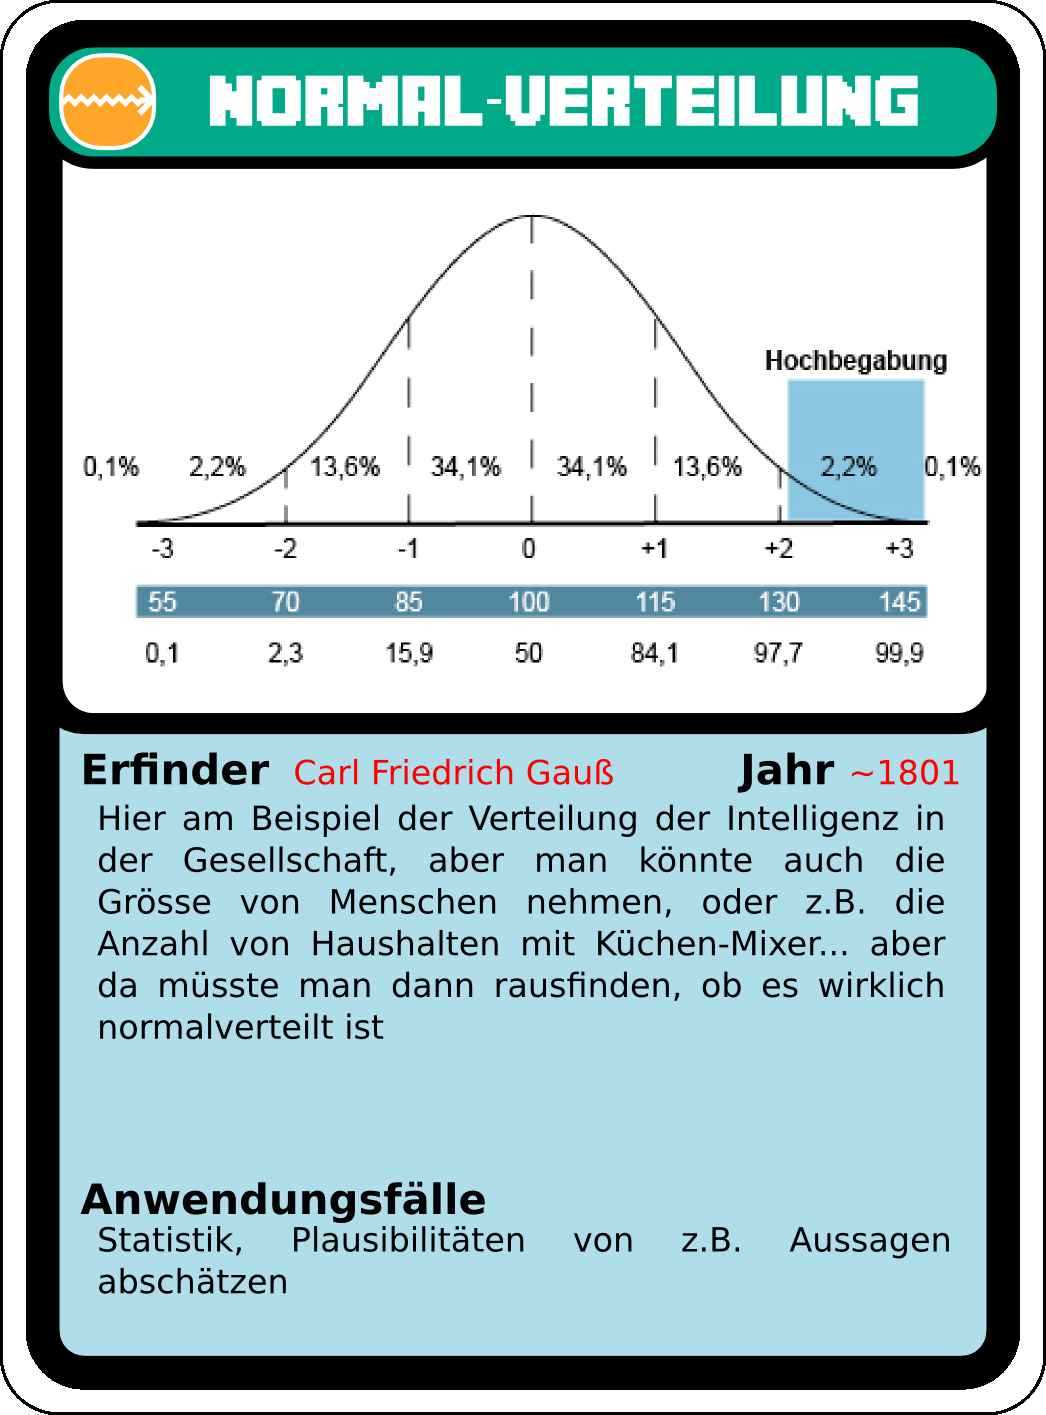 NORMAL-VERTEILUNG
Hochbegabung
0,1% 2,2% 13,6% 34,1% 34,1% 13,6% 2,2% 0,1%
-3 -2 -1 0 +1 +2 +3
55 70 85 100 115 130 145
0,1 2,3 15,9 50 84,1 97,7 99,9
Erfinder Carl Friedrich Gauß Jahr ~1801
Hier am Beispiel der Verteilung der Intelligenz in
der Gesellschaft, aber man könnte auch die
Grösse von Menschen nehmen, oder z.B. die
Anzahl von Haushalten mit Küchen-Mixer... aber
da müsste man dann rausfinden, ob es wirklich
normalverteilt ist
Anwendungsfälle
Statistik, Plausibilitäten von z.B. Aussagen
abschätzen